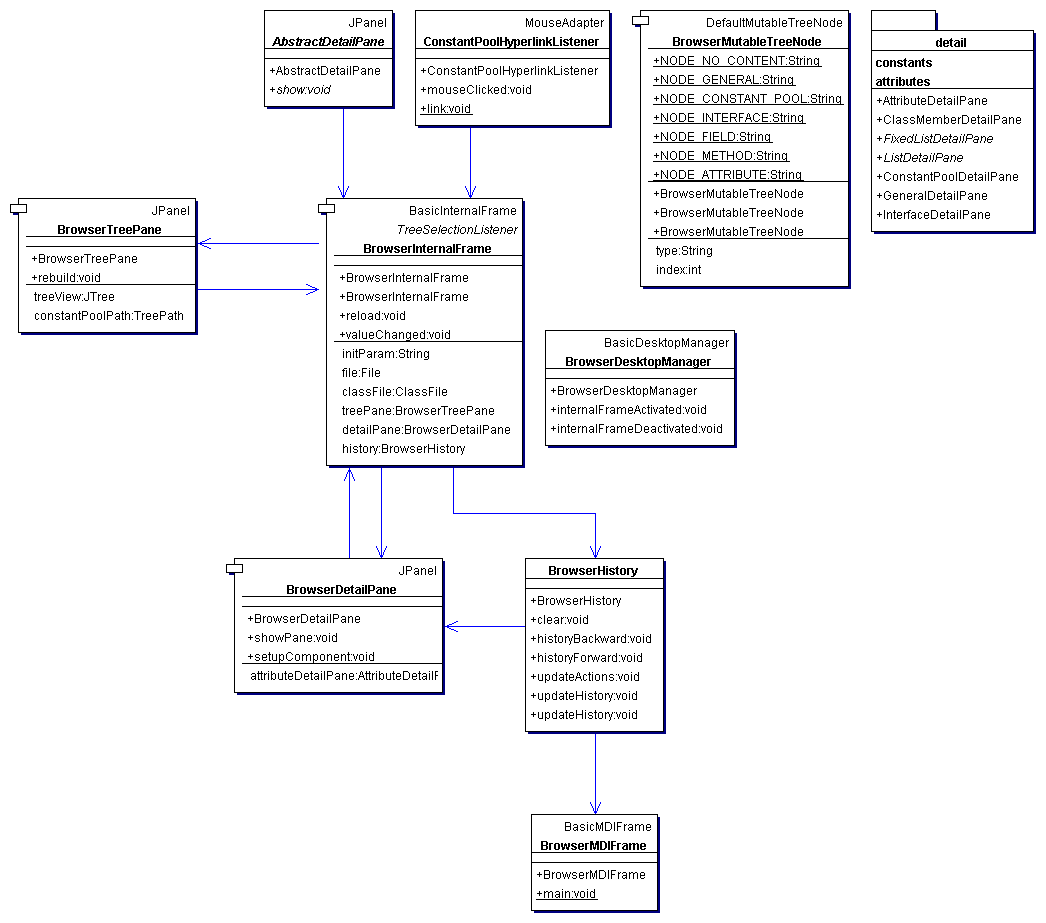 JPanel
AbstractDetailPane
+AbstractDetailPane
+show:void
MouseAdapter
ConstantPoolHyperlinkListener
+ConstantPoolHyperlinkListener
+mouseClicked:void
+link:void
DefaultMutableTreeNode
BrowserMutableTreeNode
+NODE_NO_CONTENT:String
+NODE_GENERAL:String
+NODE_CONSTANT_POOL:String
+NODE_INTERFACE:String
+NODE_FIELD:String
+NODE_METHOD:String
+NODE_ATTRIBUTE:String
+BrowserMutableTreeNode
+BrowserMutableTreeNode
+BrowserMutableTreeNode
type:String
index:int
detail
constants
attributes
+AttributeDetailPane
+ClassMemberDetailPane
+FixedListDetailPane
+ListDetailPane
+ConstantPoolDetailPane
+GeneralDetailPane
+InterfaceDetailPane
JPanel
BrowserTreePane
+BrowserTreePane
+rebuild:void
treeView:JTree
constantPoolPath:TreePath
BasicInternalFrame
TreeSelectionListener
BrowserInternalFrame
+BrowserInternalFrame
+BrowserInternalFrame
+reload:void
+valueChanged:void
initParam:String
file:File
classFile:ClassFile
treePane:BrowserTreePane
detailPane:BrowserDetailPane
history:BrowserHistory
BasicDesktopManager
BrowserDesktopManager
+BrowserDesktopManager
+internalFrameActivated:void
+internalFrameDeactivated:void
JPanel
BrowserDetailPane
+BrowserDetailPane
+showPane:void
+setupComponent:void
attributeDetailPane:AttributeDetailF
BrowserHistory
+BrowserHistory
+clear:void
+historyBackward:void
+historyForward:void
+updateActions:void
+updateHistory:void
+updateHistory:void
BasicMDIFrame
BrowserMDIFrame
+BrowserMDIFrame
+main:void